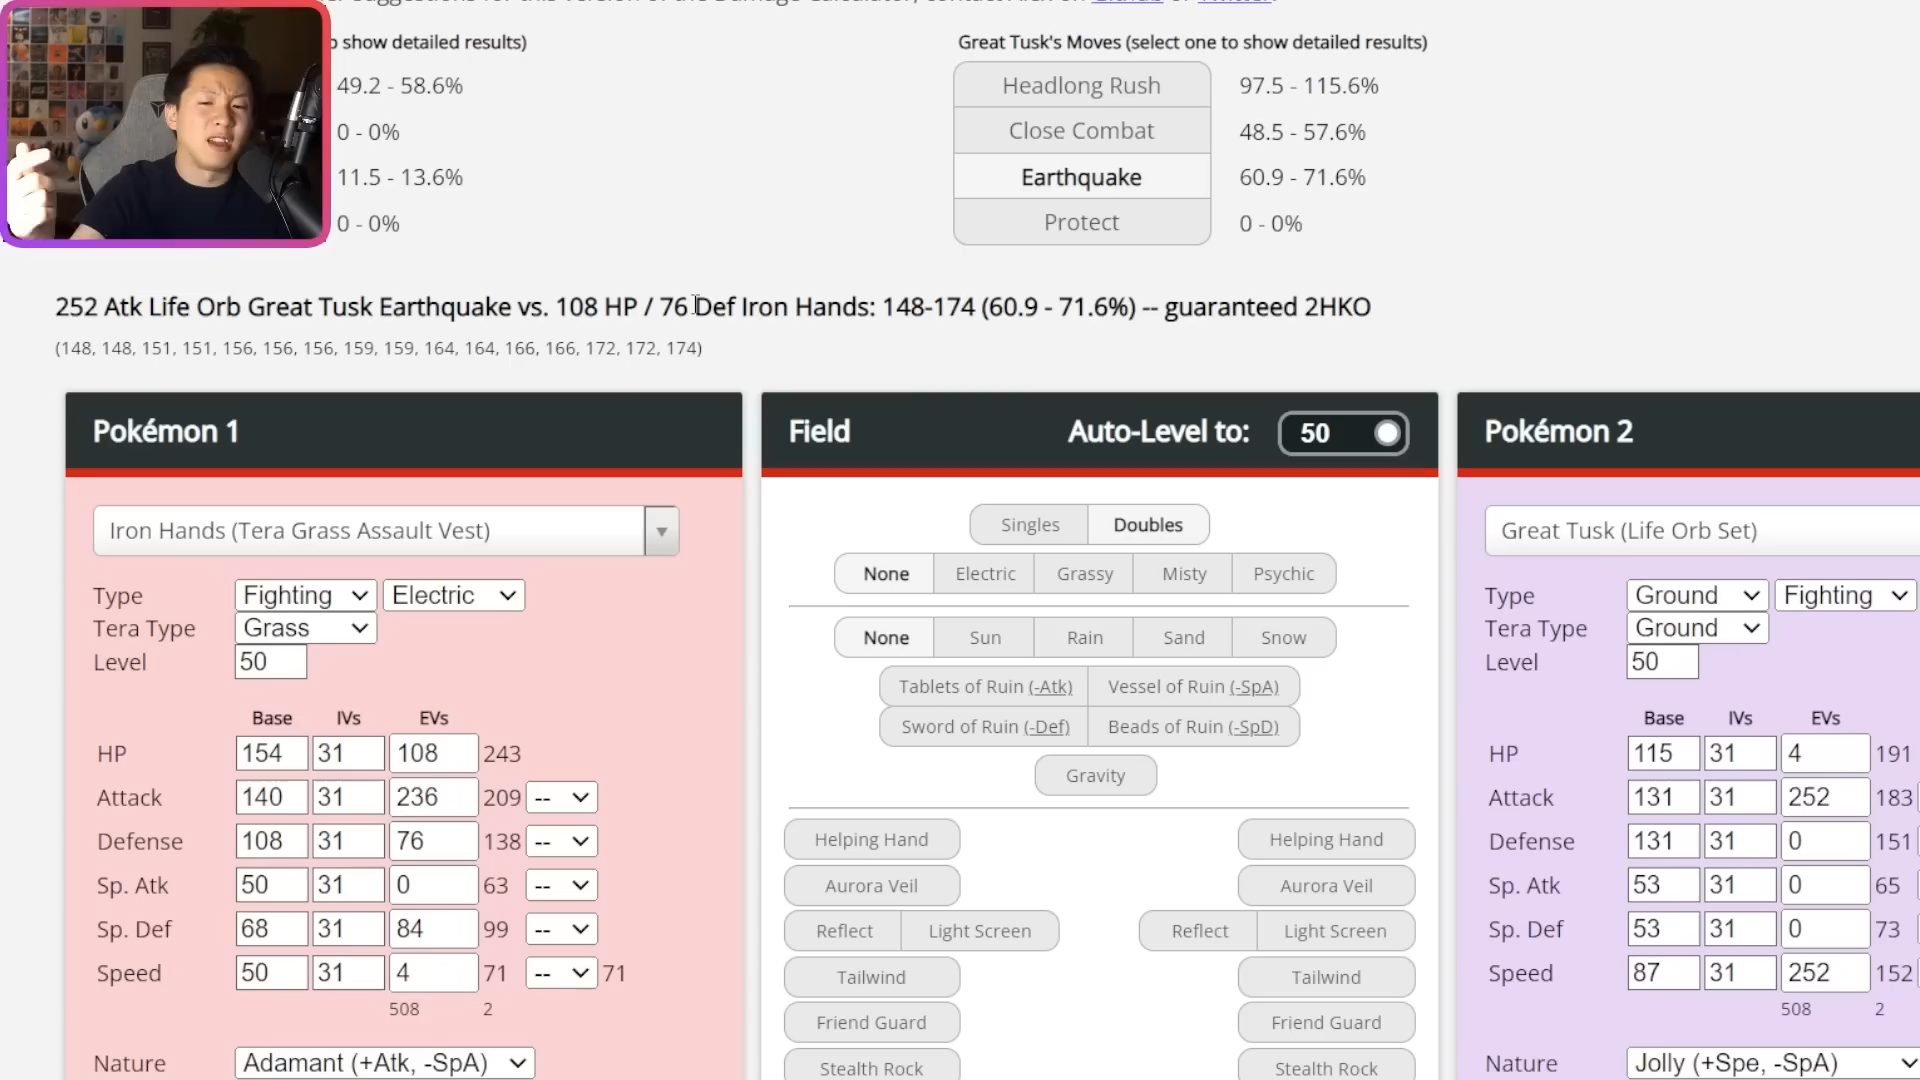 show detailed results)
49.2 - 58.6%
0 - 0%
11.5 - 13.6%
0 - 0%
Great Tusk's Moves (select one to show detailed results)
Headlong Rush 97.5 - 115.6%
Close Combat 48.5 - 57.6%
Earthquake 60.9 - 71.6%
Protect 0 - 0%
252 Atk Life Orb Great Tusk Earthquake vs. 108 HP / 76 Def Iron Hands: 148-174 (60.9 - 71.6%) -- guaranteed 2HKO
(148, 148, 151, 151, 156, 156, 156, 159, 159, 164, 164, 166, 166, 172, 172, 174)
Pokémon 1
Iron Hands (Tera Grass Assault Vest)
Type Fighting Electric
Tera Type Grass
Level 50
Base IVs EVs
HP 154 31 108 243
Attack 140 31 236 209 --
Defense 108 31 76 138 --
Sp. Atk 50 31 0 63 --
Sp. Def 68 31 84 99 --
Speed 50 31 4 71 -- 71
508 2
Nature Adamant (+Atk, -SpA)
Field Auto-Level to: 50
Singles Doubles
None Electric Grassy Misty Psychic
None Sun Rain Sand Snow
Tablets of Ruin (-Atk) Vessel of Ruin (-SpA)
Sword of Ruin (-Def) Beads of Ruin (-SpD)
Gravity
Helping Hand Helping Hand
Aurora Veil Aurora Veil
Reflect Light Screen Reflect Light Screen
Tailwind Tailwind
Friend Guard Friend Guard
Stealth Rock Stealth Rock
Pokémon 2
Great Tusk (Life Orb Set)
Type Ground Fighting
Tera Type Ground
Level 50
Base IVs EVs
HP 115 31 4 191
Attack 131 31 252 183
Defense 131 31 0 151
Sp. Atk 53 31 0 65
Sp. Def 53 31 0 73
Speed 87 31 252 152
508 2
Nature Jolly (+Spe, -SpA)